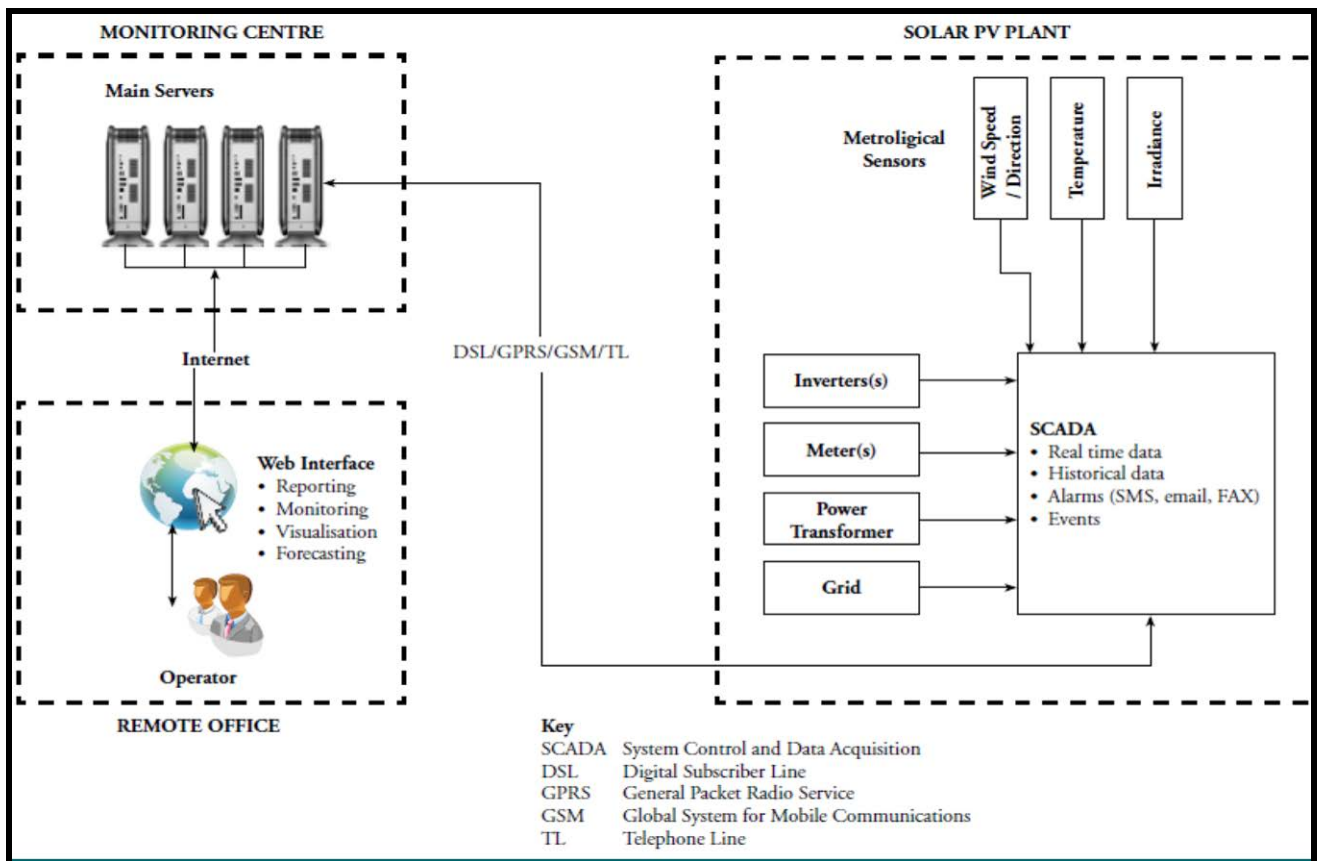 MONITORING CENTRE
Main Servers
Internet
Web Interface
• Reporting
• Monitoring
• Visualisation
• Forecasting
Operator
REMOTE OFFICE
DSL/GPRS/GSM/TL
SOLAR PV PLANT
Metroligical
Sensors
Wind Speed
/ Direction
Temperature
Irradiance
Inverters(s)
Meter(s)
Power
Transformer
Grid
SCADA
• Real time data
• Historical data
• Alarms (SMS, email, FAX)
• Events
Key
SCADA System Control and Data Acquisition
DSL Digital Subscriber Line
GPRS General Packet Radio Service
GSM Global System for Mobile Communications
TL Telephone Line